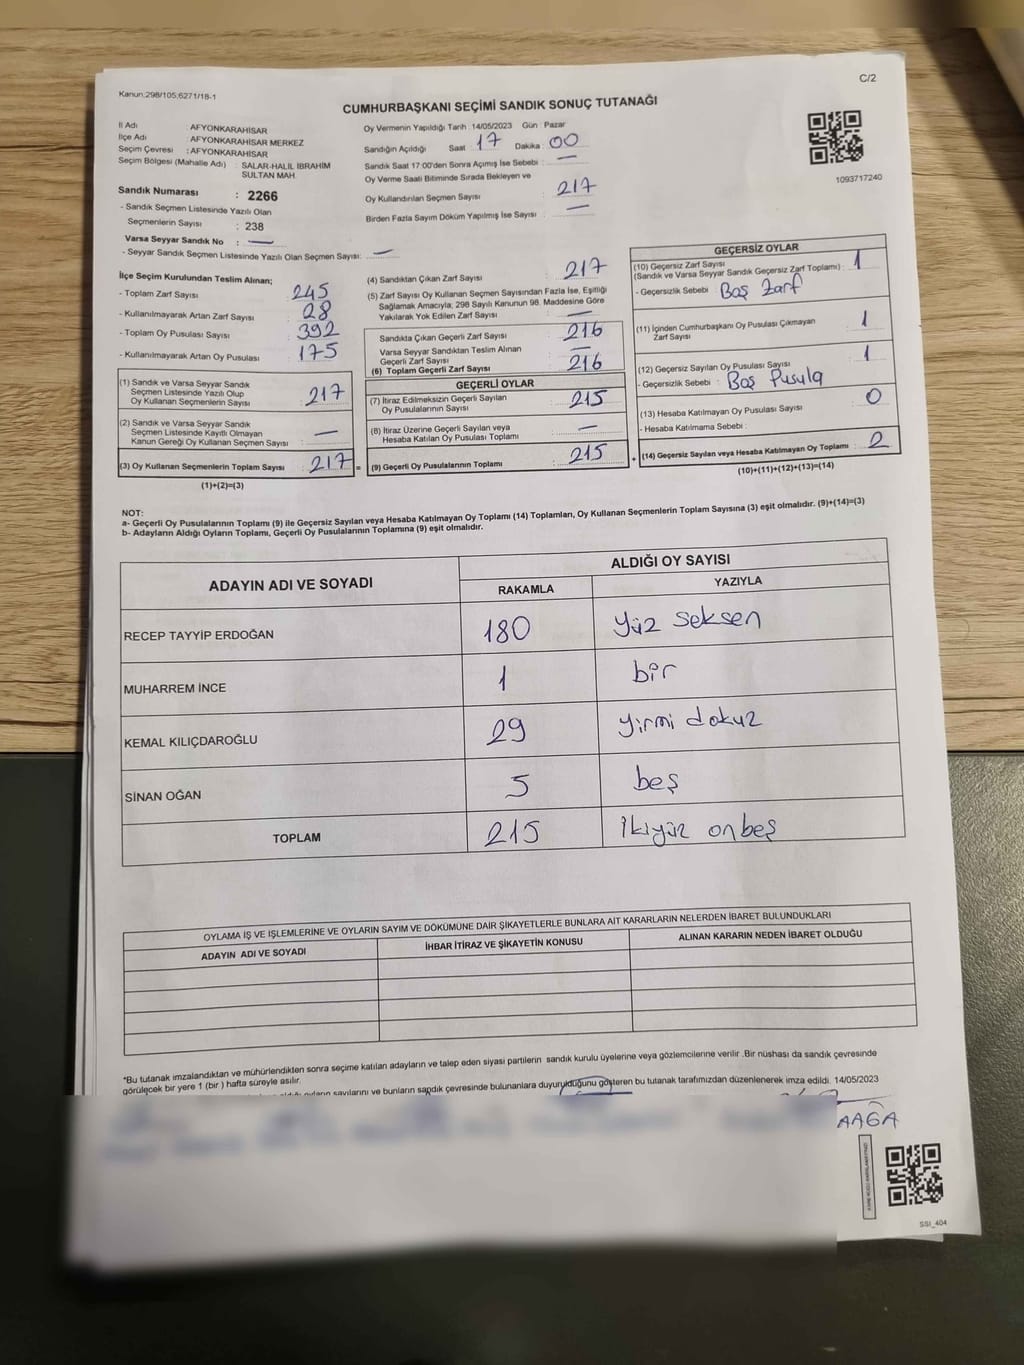 Kanun:298/105,6271/18-1
C/2
CUMHURBAŞKANI SEÇİMİ SANDIK SONUÇ TUTANAĞI
İl Adı : AFYONKARAHİSAR
İlçe Adı : AFYONKARAHİSAR MERKEZ
Seçim Çevresi : AFYONKARAHİSAR
Seçim Bölgesi (Mahalle Adı) : SALAR-HALİL İBRAHİM
SULTAN MAH
Sandık Numarası : 2266
- Sandık Seçmen Listesinde Yazılı Olan
Seçmenlerin Sayısı : 238
Varsa Seyyar Sandık No : —
- Seyyar Sandık Seçmen Listesinde Yazılı Olan Seçmen Sayısı: —
Oy Vermenin Yapıldığı Tarih :14/05/2023 Gün : Pazar
Sandığın Açıldığı Saat : 17 Dakika : 00
Sandık Saat 17:00'den Sonra Açımış İse Sebebi : —
Oy Verme Saati Bitiminde Sırada Bekleyen ve
Oy Kullandırılan Seçmen Sayısı : 217
Birden Fazla Sayım Döküm Yapılmış İse Sayısı : —
1093717240
İlçe Seçim Kurulundan Teslim Alınan;
- Toplam Zarf Sayısı : 245
- Kullanılmayarak Artan Zarf Sayısı : 28
- Toplam Oy Pusulası Sayısı : 392
- Kullanılmayarak Artan Oy Pusulası : 175
(1) Sandık ve Varsa Seyyar Sandık
Seçmen Listesinde Yazılı Olup
Oy Kullanan Seçmenlerin Sayısı : 217
(2) Sandık ve Varsa Seyyar Sandık
Seçmen Listesinde Kayıtlı Olmayan
Kanun Gereği Oy Kullanan Seçmen Sayısı : —
(3) Oy Kullanan Seçmenlerin Toplam Sayısı : 217 =
(1)+(2)=(3)
(4) Sandıktan Çıkan Zarf Sayısı : 217
(5) Zarf Sayısı Oy Kullanan Seçmen Sayısından Fazla İse, Eşitliği
Sağlamak Amacıyla, 298 Sayılı Kanunun 98. Maddesine Göre
Yakılarak Yok Edilen Zarf Sayısı : —
Sandıkta Çıkan Geçerli Zarf Sayısı : 216
Varsa Seyyar Sandıktan Teslim Alınan
Geçerli Zarf Sayısı : —
(6) Toplam Geçerli Zarf Sayısı : 216
GEÇERLİ OYLAR
(7) İtiraz Edilmeksizin Geçerli Sayılan
Oy Pusulalarının Sayısı : 215
(8) İtiraz Üzerine Geçerli Sayılan veya
Hesaba Katılan Oy Pusulası Toplamı : —
(9) Geçerli Oy Pusulalarının Toplamı : 215 +
GEÇERSİZ OYLAR
(10) Geçersiz Zarf Sayısı
(Sandık ve Varsa Seyyar Sandık Geçersiz Zarf Toplamı) : 1
- Geçersizlik Sebebi : Boş Zarf
(11) İçinden Cumhurbaşkanı Oy Pusulası Çıkmayan
Zarf Sayısı : 1
(12) Geçersiz Sayılan Oy Pusulası Sayısı : 1
- Geçersizlik Sebebi : Boş Pusula
(13) Hesaba Katılmayan Oy Pusulası Sayısı : 0
- Hesaba Katılmama Sebebi :
(14) Geçersiz Sayılan veya Hesaba Katılmayan Oy Toplamı : 2
(10)+(11)+(12)+(13)=(14)
NOT:
a- Geçerli Oy Pusulalarının Toplamı (9) ile Geçersiz Sayılan veya Hesaba Katılmayan Oy Toplamı (14) Toplamları, Oy Kullanan Seçmenlerin Toplam Sayısına (3) eşit olmalıdır. (9)+(14)=(3)
b- Adayların Aldığı Oyların Toplamı, Geçerli Oy Pusulalarının Toplamına (9) eşit olmalıdır.
ADAYIN ADI VE SOYADI
ALDIĞI OY SAYISI
RAKAMLA YAZIYLA
RECEP TAYYİP ERDOĞAN 180 yüz seksen
MUHARREM İNCE 1 bir
KEMAL KILIÇDAROĞLU 29 yirmi dokuz
SİNAN OĞAN 5 beş
TOPLAM 215 ikiyüz onbeş
OYLAMA İŞ VE İŞLEMLERİNE VE OYLARIN SAYIM VE DÖKÜMÜNE DAİR ŞİKAYETLERLE BUNLARA AİT KARARLARIN NELERDEN İBARET BULUNDUKLARI
ADAYIN ADI VE SOYADI İHBAR İTİRAZ VE ŞİKAYETİN KONUSU ALINAN KARARIN NEDEN İBARET OLDUĞU
*Bu tutanak imzalandıktan ve mühürlendikten sonra seçime katılan adayların ve talep eden siyasi partilerin sandık kurulu üyelerine veya gözlemcilerine verilir .Bir nüshası da sandık çevresinde
görülecek bir yere 1 (bir ) hafta süreyle asılır.
oyların sayılarını ve bunların sandık çevresinde bulunanlara duyurulduğunu gösteren bu tutanak tarafımızdan düzenlenerek imza edildi. 14/05/2023
AAĞA
SSI_404